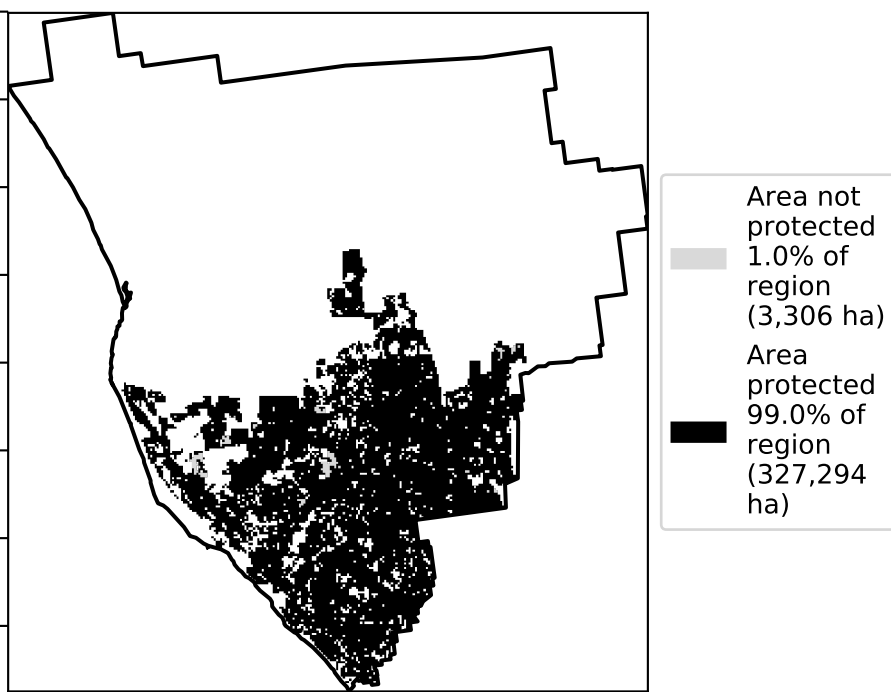 Area not
protected
1.0% of
region
(3,306 ha)
Area
protected
99.0% of
region
(327,294
ha)